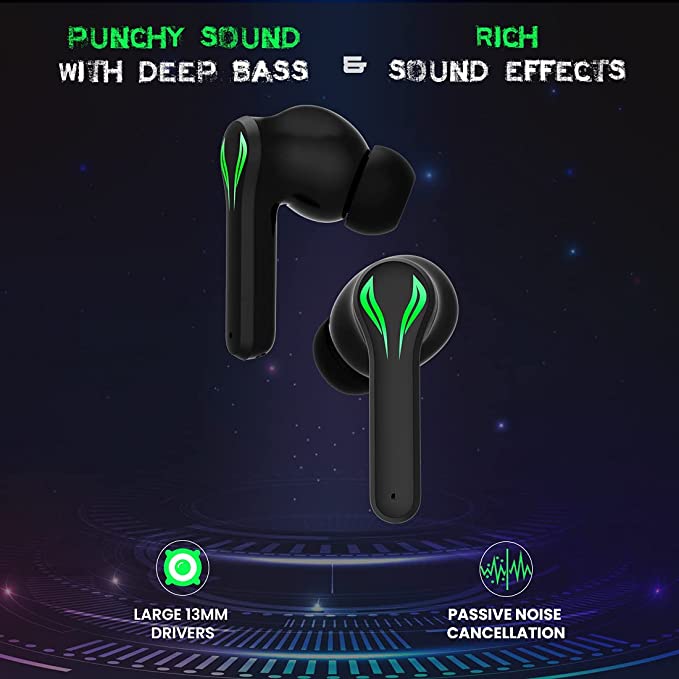 PUNCHY SOUND
WITH DEEP BASS
&
RICH
SOUND EFFECTS
LARGE 13MM
DRIVERS
PASSIVE NOISE
CANCELLATION